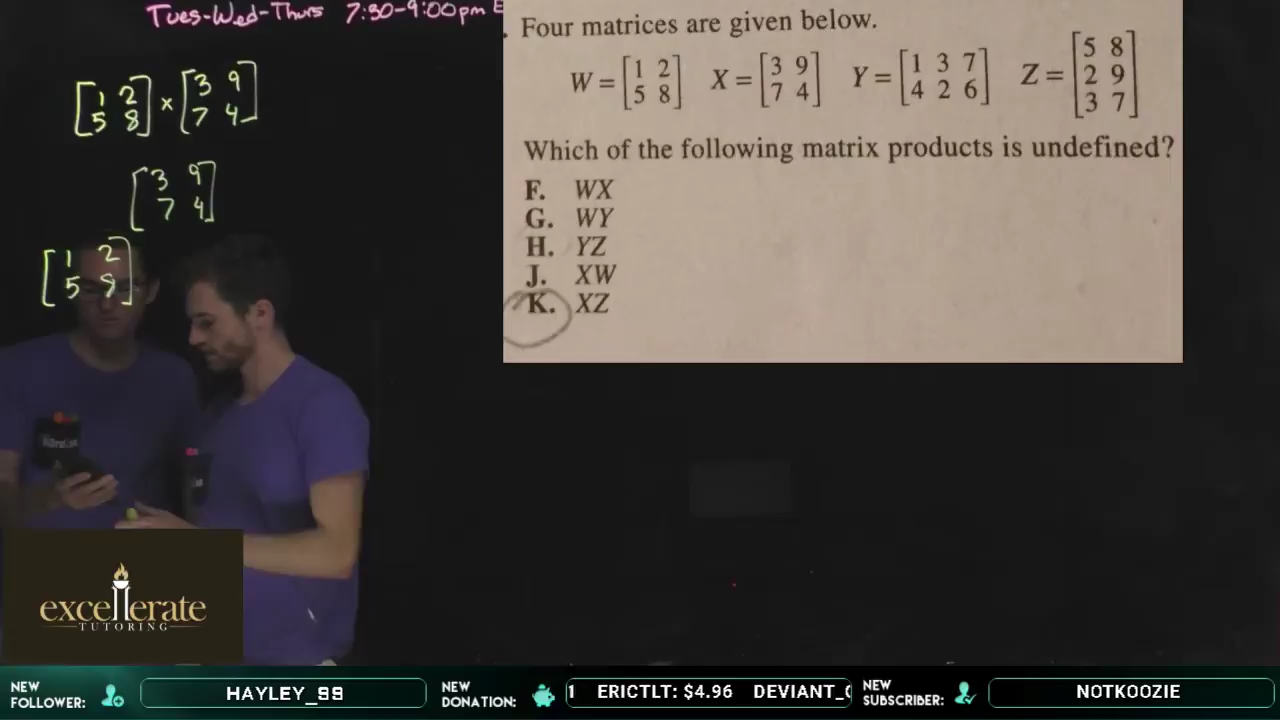 Tues-Wed-Thurs 7:30-9:00pm E
[1 2 × [3 9
5 8] 7 4]
[3 9
7 4]
[1 2
5 8]
. Four matrices are given below.
W = [1 2 X = [3 9 Y = [1 3 7 Z = [5 8
5 8] 7 4] 4 2 6] 2 9
3 7]
Which of the following matrix products is undefined?
F. WX
G. WY
H. YZ
J. XW
K. XZ
excellerate
TUTORING
NEW
FOLLOWER:
HAYLEY_99
NEW
DONATION:
1 ERICTLT: $4.96 DEVIANT_
NEW
SUBSCRIBER:
NOTKOOZIE